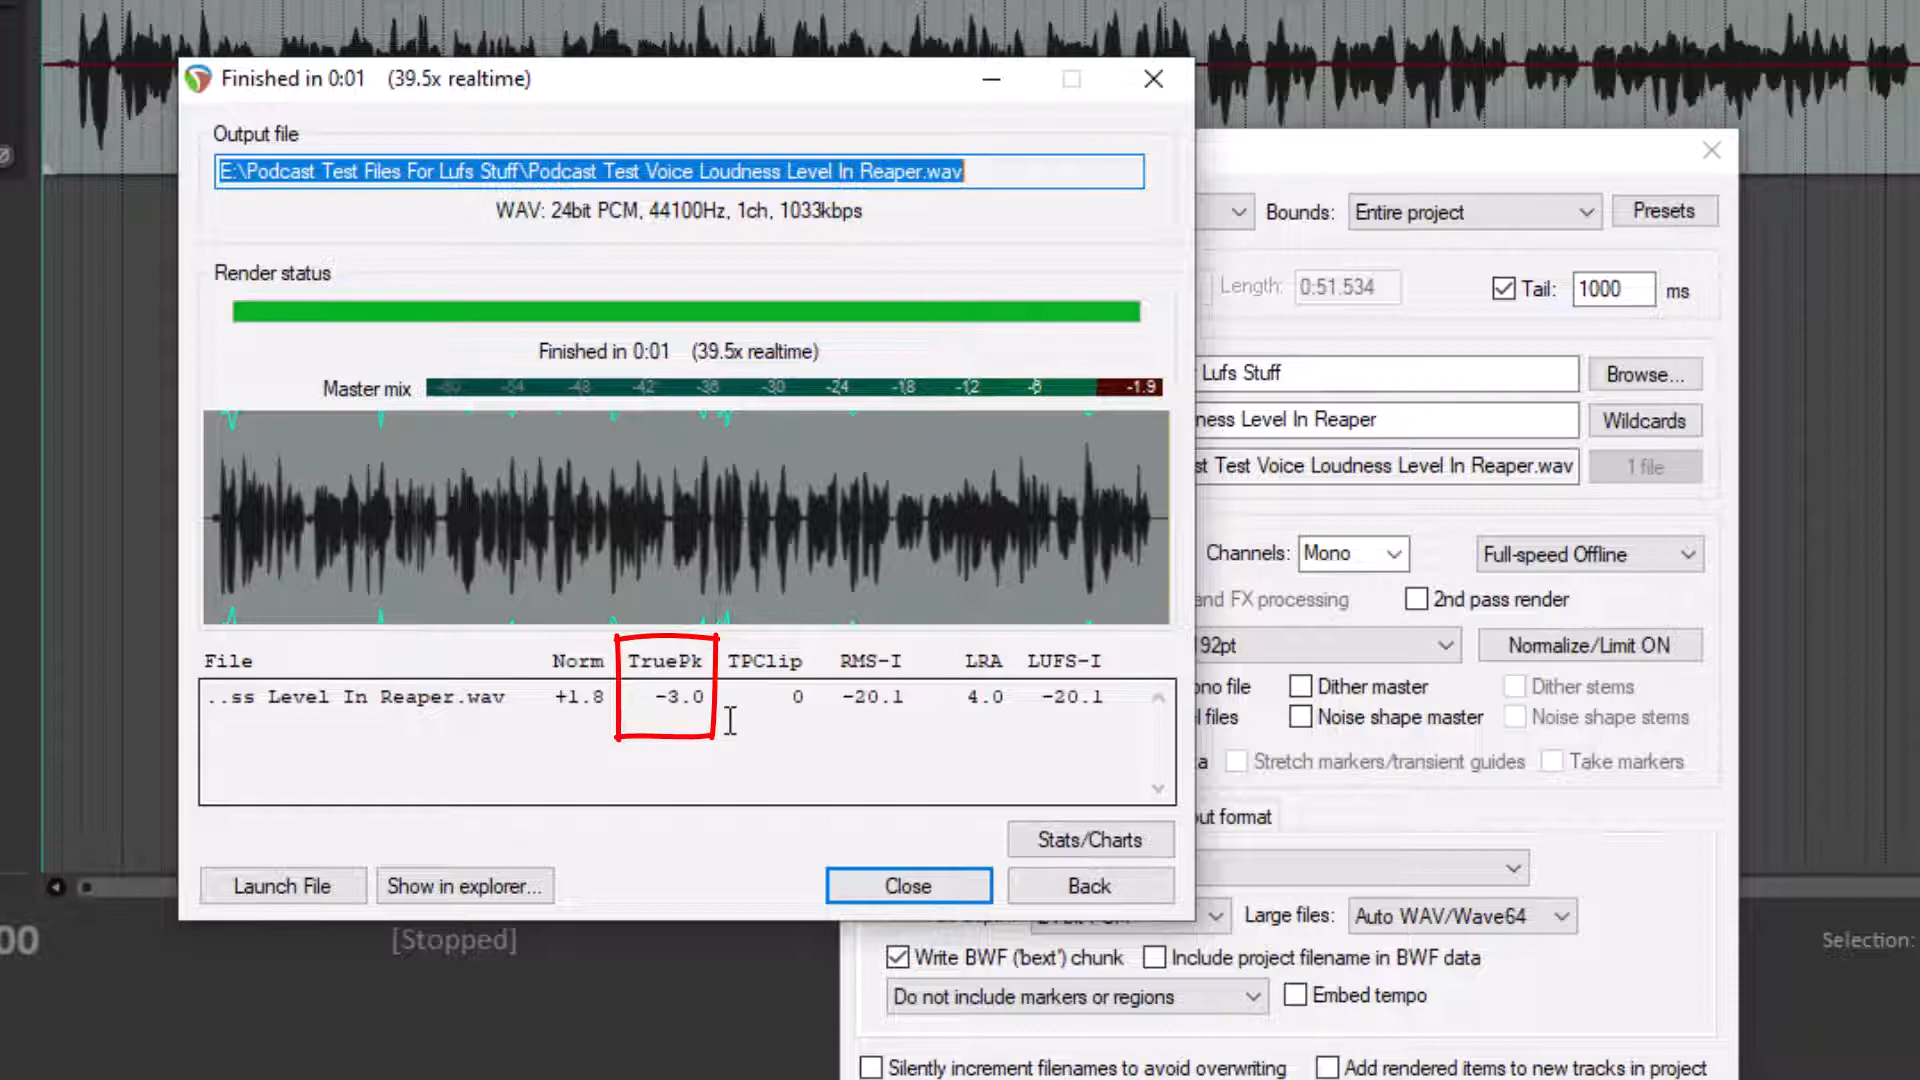 Finished in 0:01 (39.5x realtime)
Output file
E:\Podcast Test Files For Lufs Stuff\Podcast Test Voice Loudness Level In Reaper.wav
WAV: 24bit PCM, 44100Hz, 1ch, 1033kbps
Render status
Finished in 0:01 (39.5x realtime)
Master mix -60 -54 -48 -42 -36 -30 -24 -18 -12 -6 -1.9
File Norm TruePk TPClip RMS-I LRA LUFS-I
..ss Level In Reaper.wav +1.8 -3.0 0 -20.1 4.0 -20.1
Stats/Charts
Launch File Show in explorer... Close Back
Bounds: Entire project Presets
Length: 0:51.534 Tail: 1000 ms
Lufs Stuff Browse...
ness Level In Reaper Wildcards
st Test Voice Loudness Level In Reaper.wav 1 file
Channels: Mono Full-speed Offline
and FX processing 2nd pass render
92pt Normalize/Limit ON
no file Dither master Dither stems
l files Noise shape master Noise shape stems
a Stretch markers/transient guides Take markers
ut format
Large files: Auto WAV/Wave64
Write BWF ('bext') chunk Include project filename in BWF data
Do not include markers or regions Embed tempo
Silently increment filenames to avoid overwriting Add rendered items to new tracks in project
00
[Stopped]
Selection: